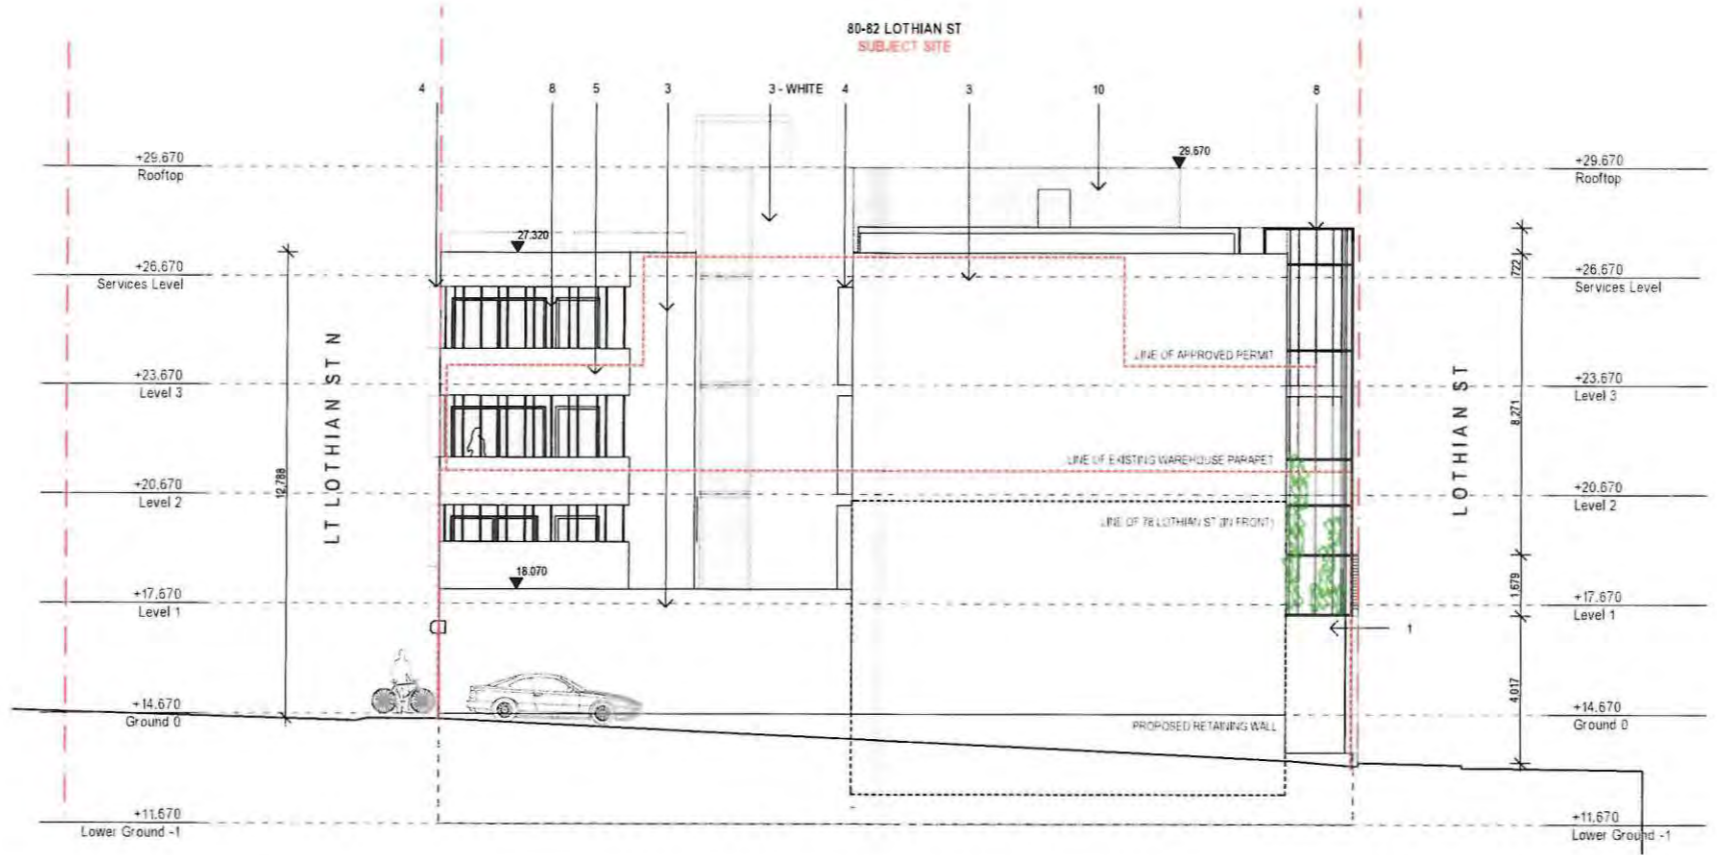 80-82 LOTHIAN ST
SUBJECT SITE
4
8
5
3
3 - WHITE
4
3
10
8
+29.670
Rooftop
29.670
+29.670
Rooftop
27.320
+26.670
Services Level
722
+26.670
Services Level
LINE OF APPROVED PERMIT
+23.670
Level 3
+23.670
Level 3
LT LOTHIAN ST N
LOTHIAN ST
8,271
LINE OF EXISTING WAREHOUSE PARAPET
12,788
+20.670
Level 2
+20.670
Level 2
LINE OF 78 LOTHIAN ST (IN FRONT)
18.070
1,679
+17.670
Level 1
+17.670
Level 1
1
4,017
+14.670
Ground 0
PROPOSED RETAINING WALL
+14.670
Ground 0
+11.670
Lower Ground -1
+11.670
Lower Ground -1